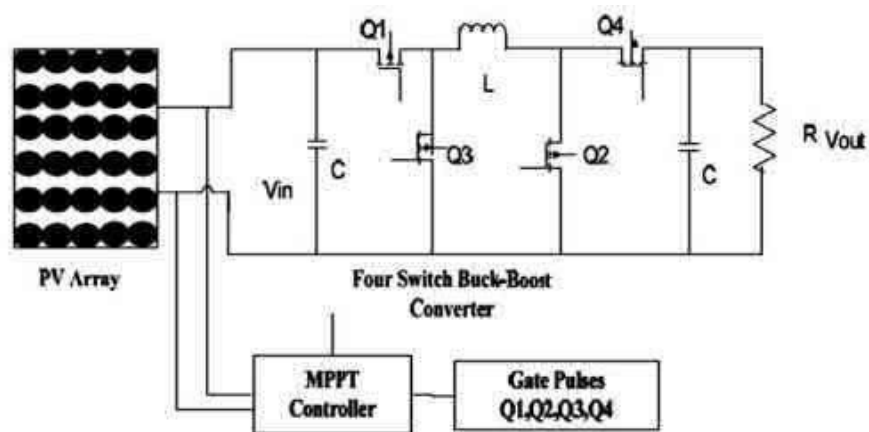 Q1
Q4
L
Q3
Q2
R
Vout
C
C
Vin
PV Array
Four Switch Buck-Boost
Converter
MPPT
Controller
Gate Pulses
Q1,Q2,Q3,Q4